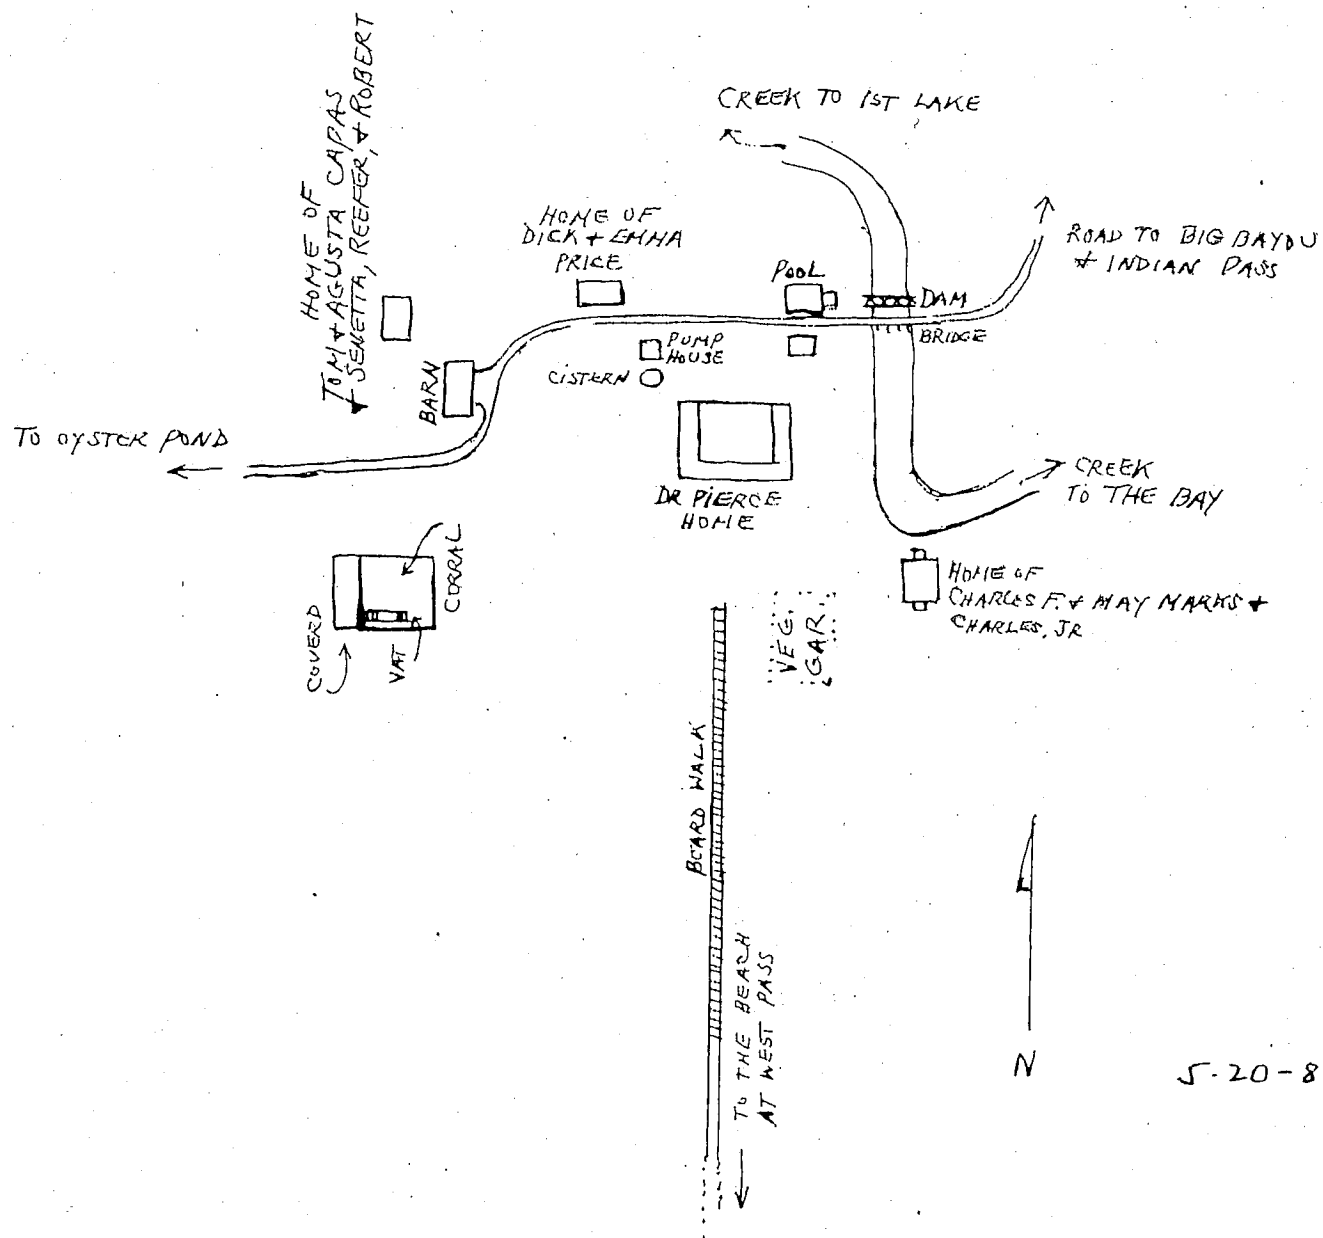 CREEK TO 1ST LAKE
HOME OF
TOM & AGUSTA CAPAS
& SENETTA, REEFER, & ROBERT
HOME OF
DICK & EMMA
PRICE
POOL
ROAD TO BIG BAYOU
& INDIAN PASS
DAM
BRIDGE
PUMP
HOUSE
CISTERN
BARN
TO OYSTER POND
DR PIERCE
HOME
CREEK
TO THE BAY
CORRAL
COVERD
VAT
VEG.
GAR.
HOME OF
CHARLES F. & MAY MARKS &
CHARLES, JR
BOARD WALK
TO THE BEACH
AT WEST PASS
N
5-20-8